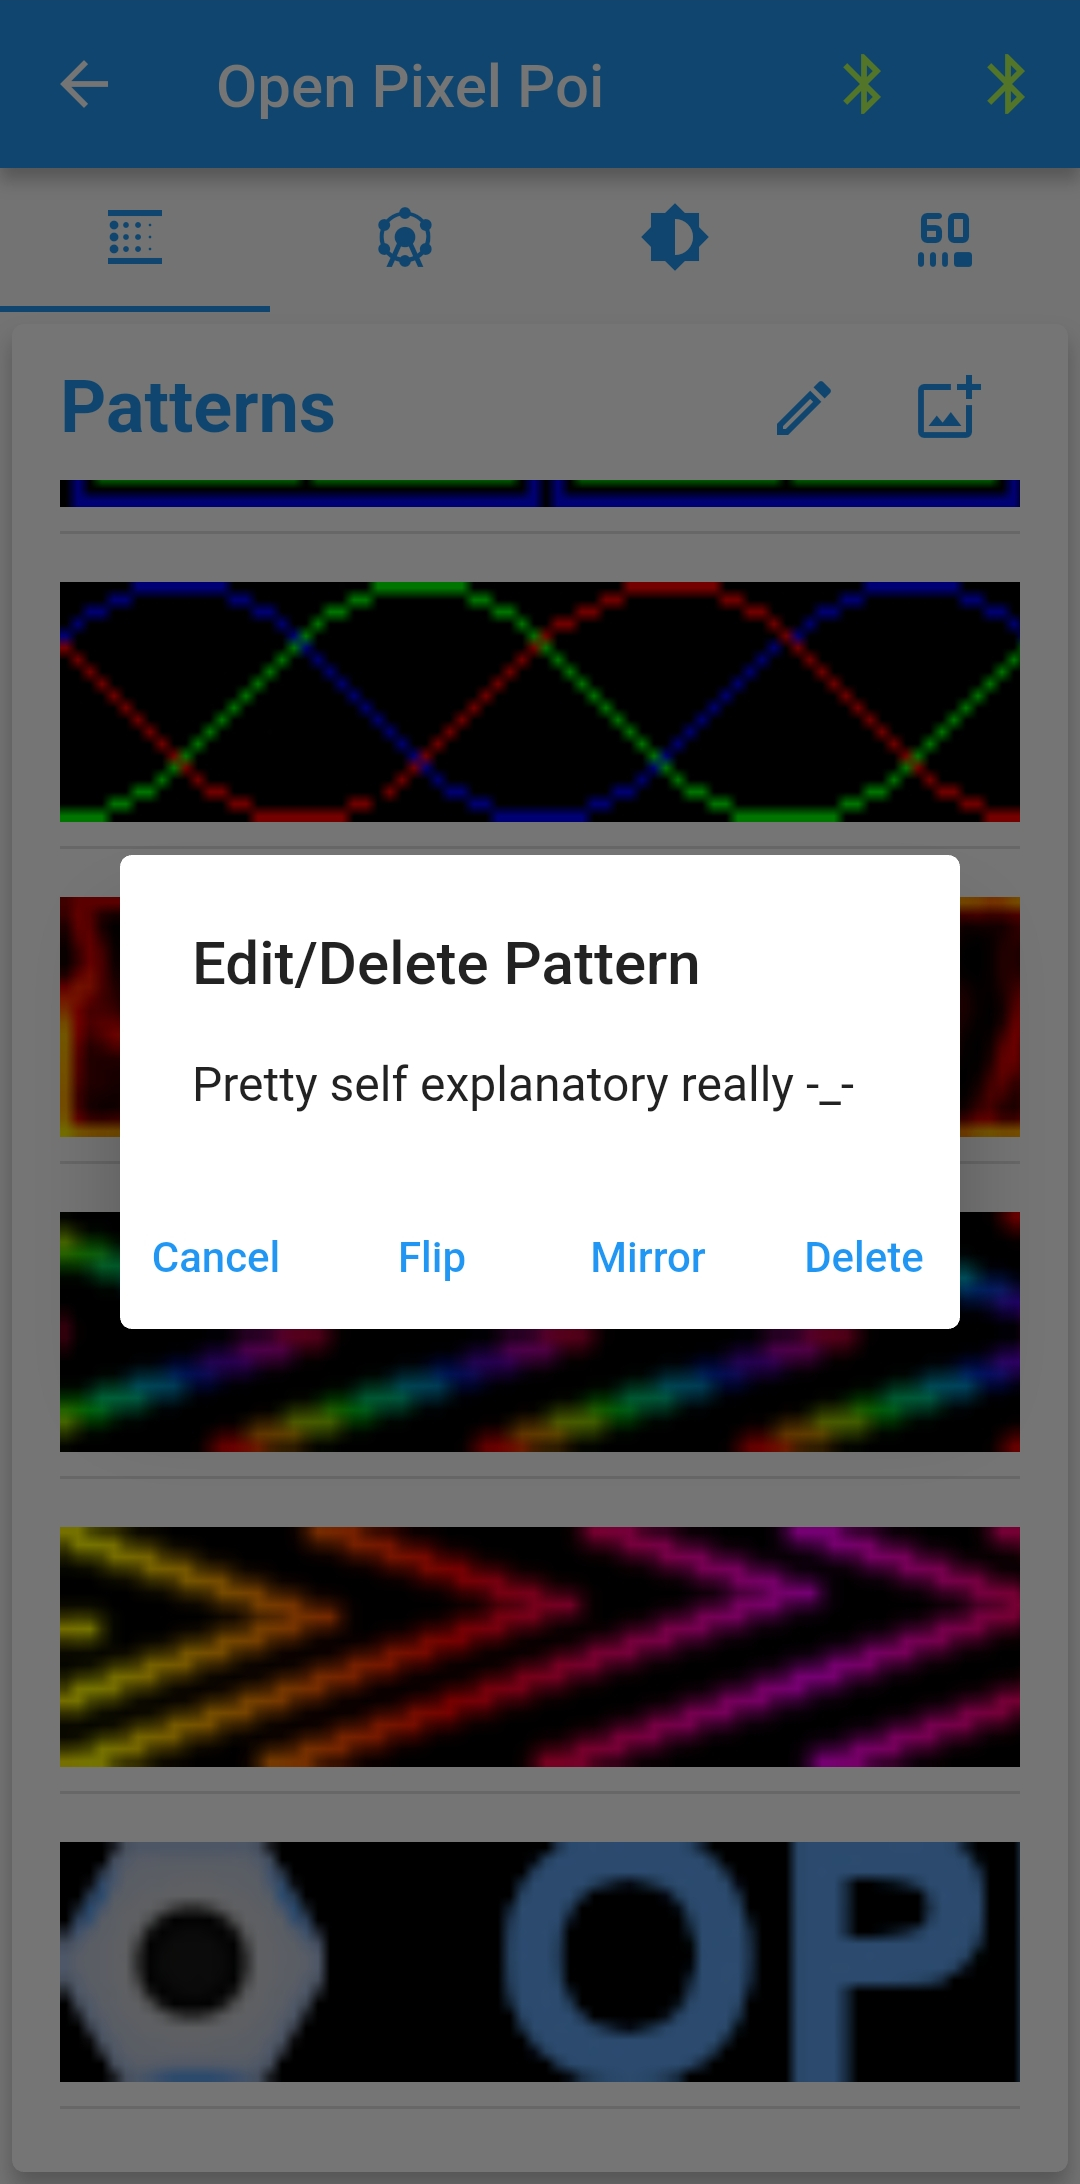 Open Pixel Poi
60
Patterns
Edit/Delete Pattern
Pretty self explanatory really -_-
Cancel Flip Mirror Delete
OP